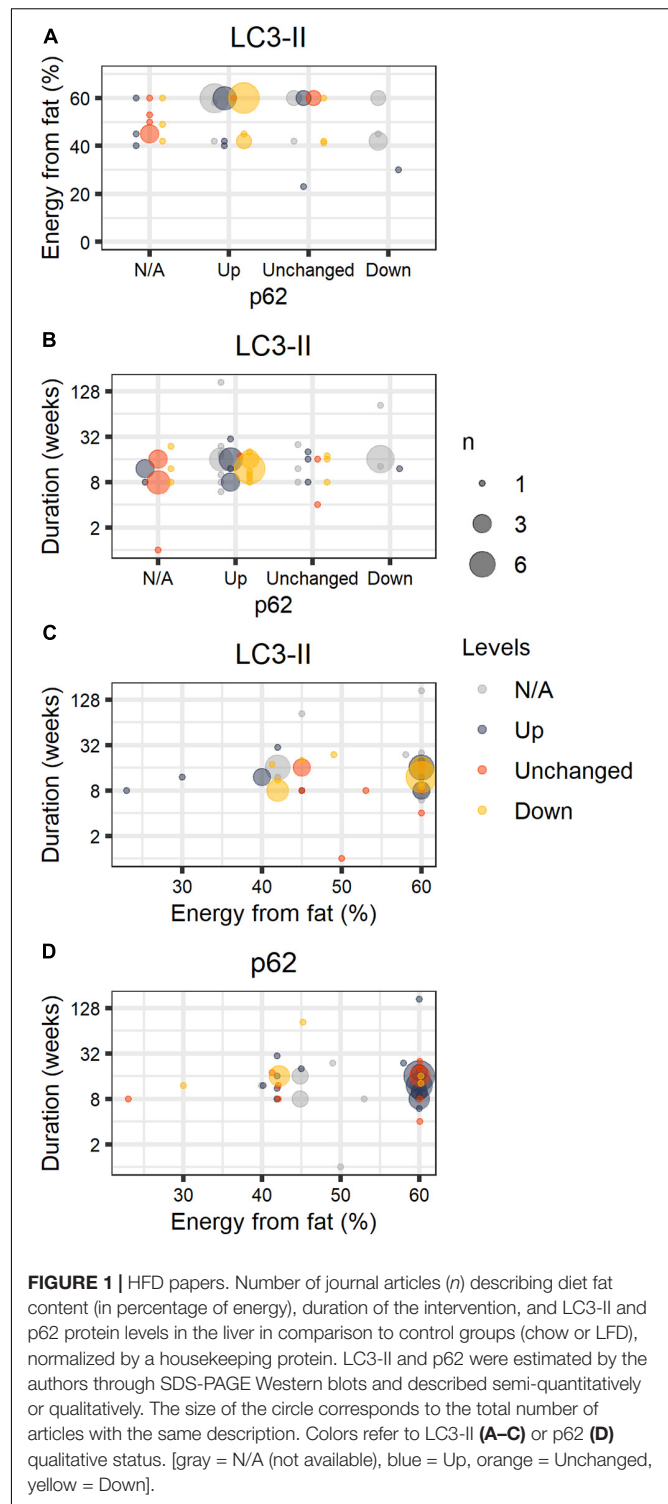 A
LC3-II
Energy from fat (%)
60
40
20
0
N/A Up Unchanged Down
p62
B
LC3-II
Duration (weeks)
128
32
8
2
N/A Up Unchanged Down
p62
n
1
3
6
Levels
N/A
Up
Unchanged
Down
C
LC3-II
Duration (weeks)
128
32
8
2
30 40 50 60
Energy from fat (%)
D
p62
Duration (weeks)
128
32
8
2
30 40 50 60
Energy from fat (%)
FIGURE 1 | HFD papers. Number of journal articles (n) describing diet fat
content (in percentage of energy), duration of the intervention, and LC3-II and
p62 protein levels in the liver in comparison to control groups (chow or LFD),
normalized by a housekeeping protein. LC3-II and p62 were estimated by the
authors through SDS-PAGE Western blots and described semi-quantitatively
or qualitatively. The size of the circle corresponds to the total number of
articles with the same description. Colors refer to LC3-II (A–C) or p62 (D)
qualitative status. [gray = N/A (not available), blue = Up, orange = Unchanged,
yellow = Down].